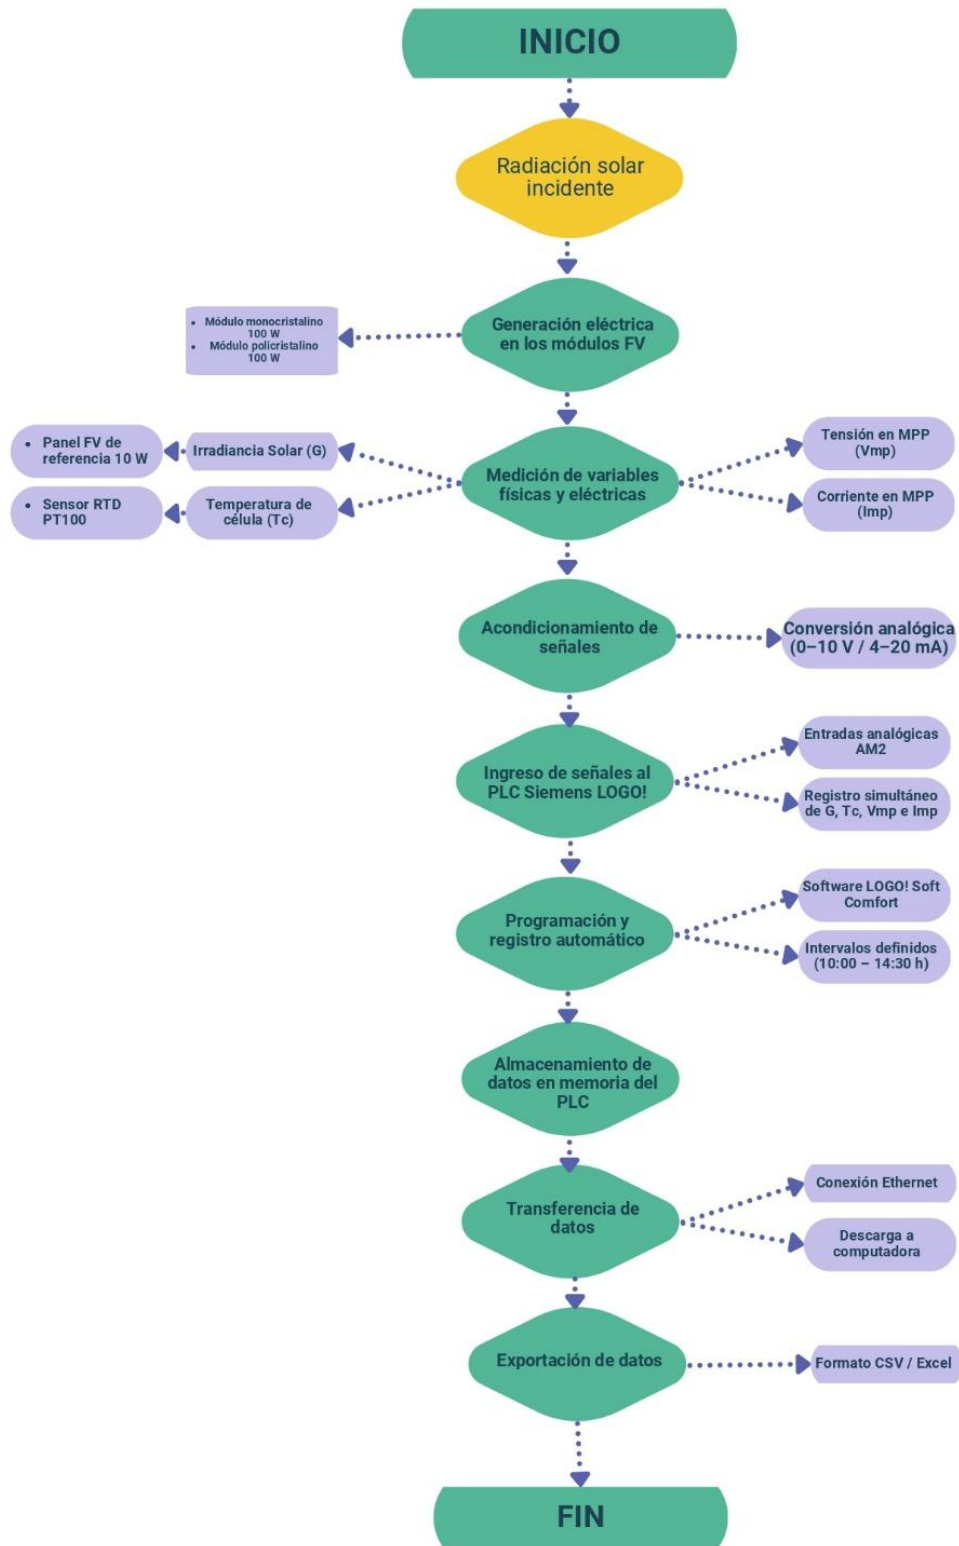 INICIO
Radiación solar
incidente
Generación eléctrica
en los módulos FV
• Módulo monocristalino
100 W
• Módulo policristalino
100 W
Medición de variables
físicas y eléctricas
Irradiancia Solar (G)
• Panel FV de
referencia 10 W
Temperatura de
célula (Tc)
• Sensor RTD
PT100
Tensión en MPP
(Vmp)
Corriente en MPP
(Imp)
Acondicionamiento de
señales
Conversión analógica
(0–10 V / 4–20 mA)
Ingreso de señales al
PLC Siemens LOGO!
Entradas analógicas
AM2
Registro simultáneo
de G, Tc, Vmp e Imp
Programación y
registro automático
Software LOGO! Soft
Comfort
Intervalos definidos
(10:00 – 14:30 h)
Almacenamiento de
datos en memoria del
PLC
Transferencia de
datos
Conexión Ethernet
Descarga a
computadora
Exportación de datos
Formato CSV / Excel
FIN